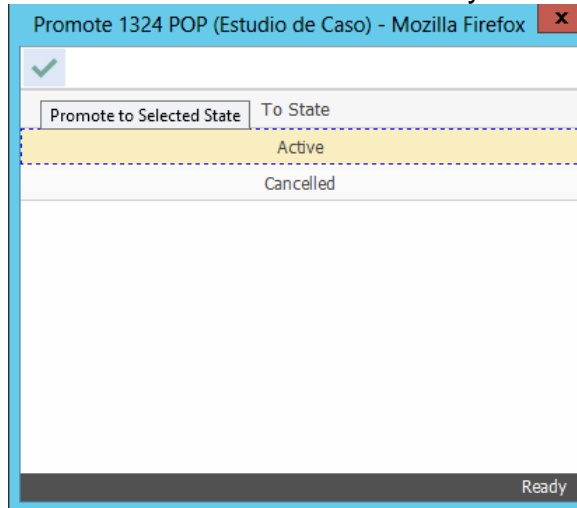 Promote 1324 POP (Estudio de Caso) - Mozilla Firefox x
Promote to Selected State To State
Active
Cancelled
Ready